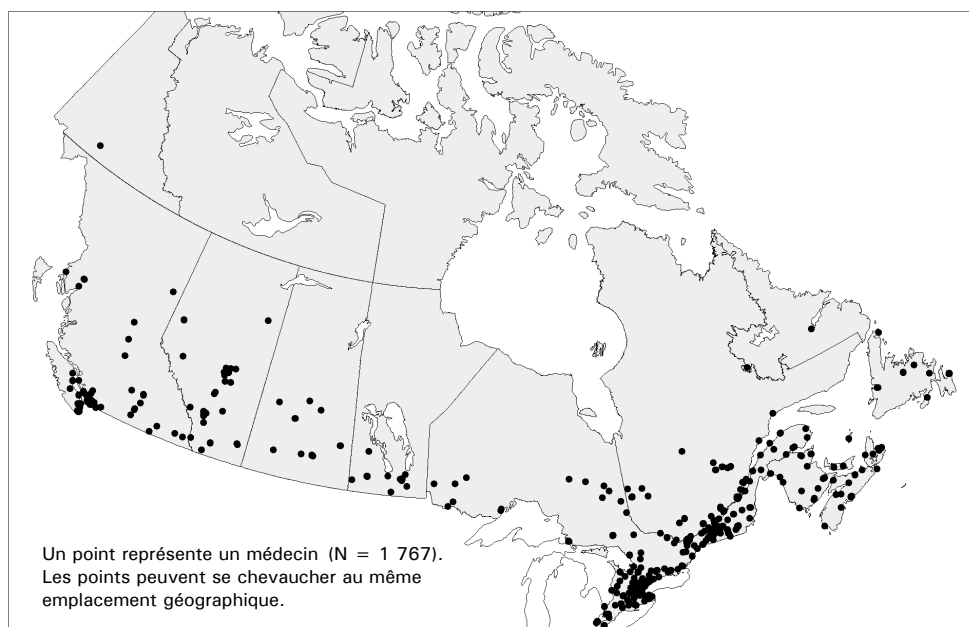 Un point représente un médecin (N = 1 767).
Les points peuvent se chevaucher au même
emplacement géographique.